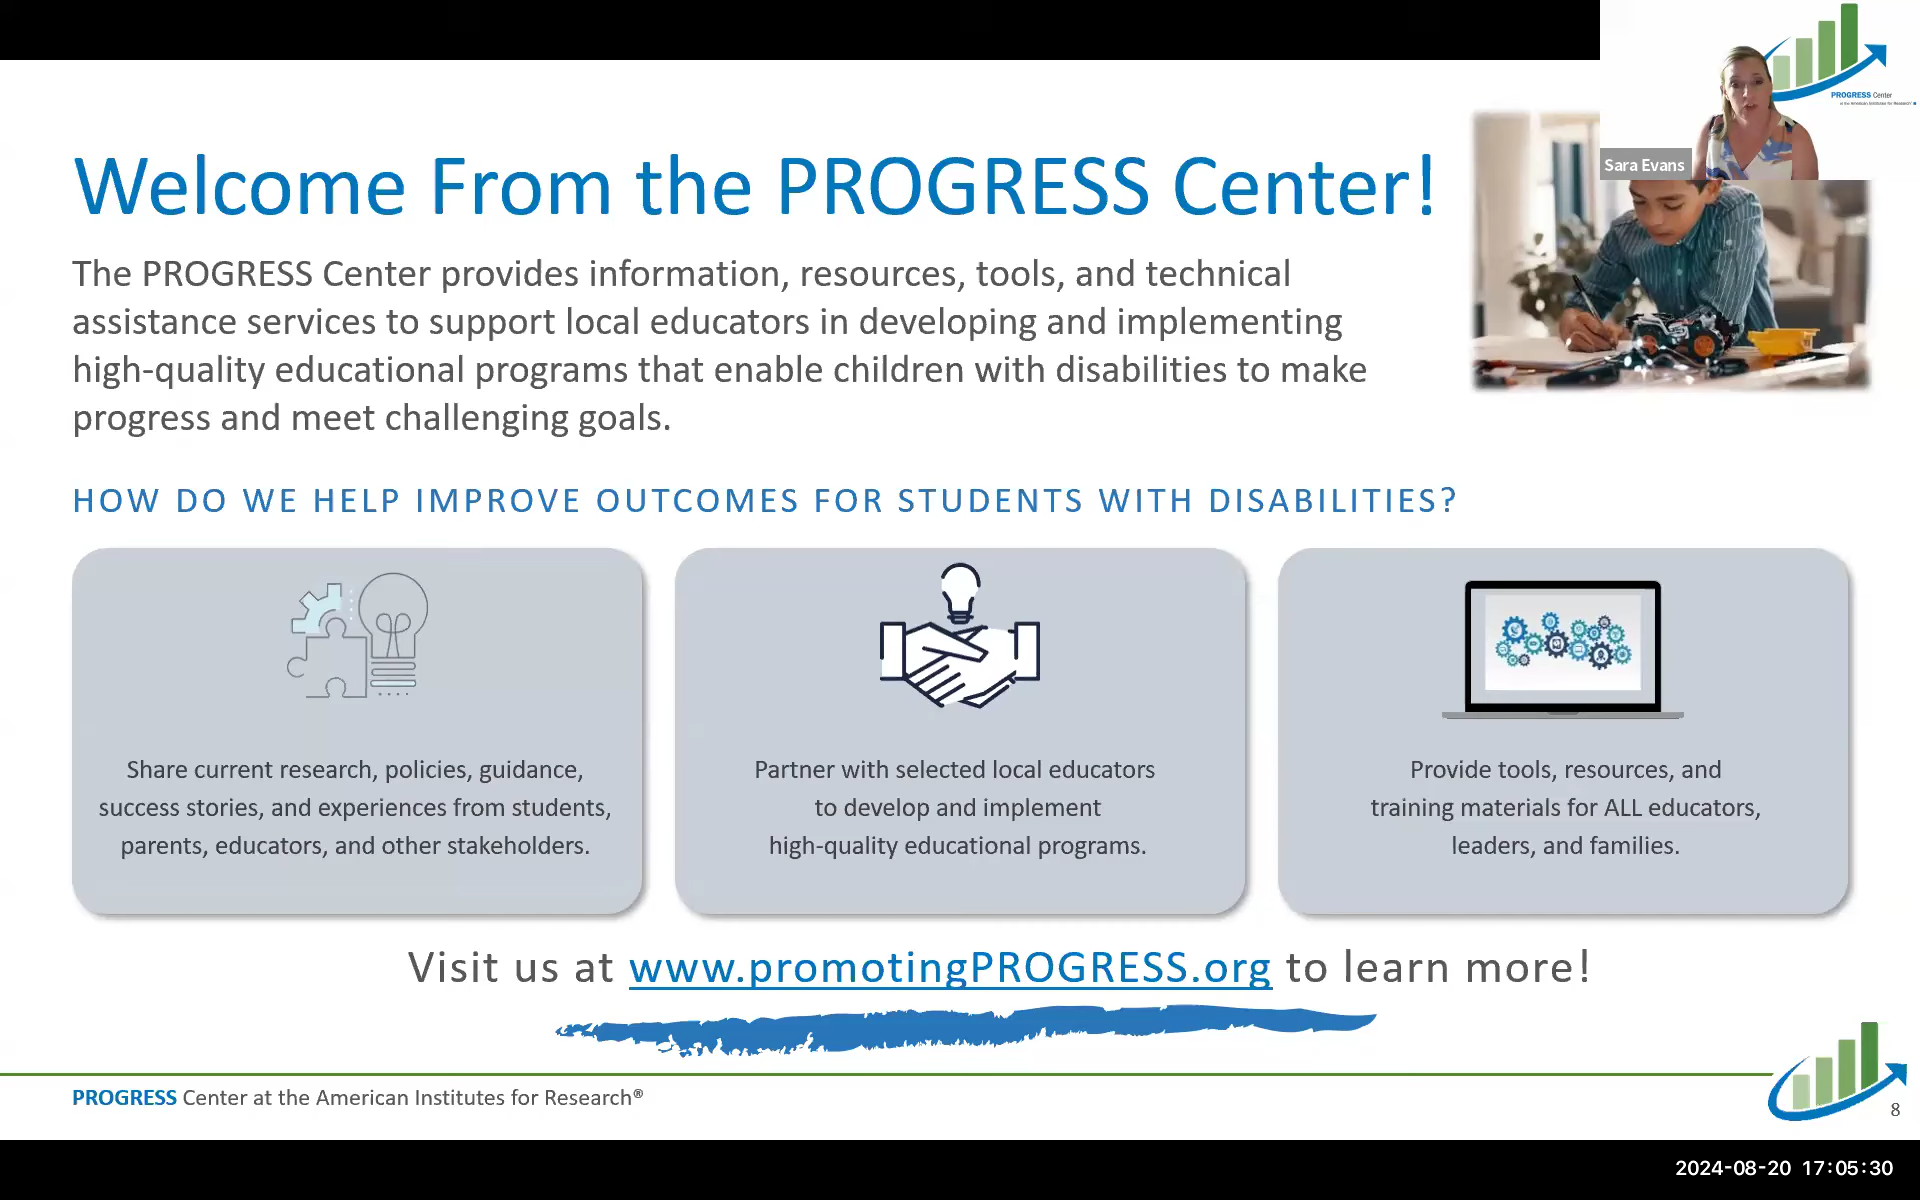 PROGRESS Center
at the American Institutes for Research®
Sara Evans
Welcome From the PROGRESS Center!
The PROGRESS Center provides information, resources, tools, and technical
assistance services to support local educators in developing and implementing
high-quality educational programs that enable children with disabilities to make
progress and meet challenging goals.
HOW DO WE HELP IMPROVE OUTCOMES FOR STUDENTS WITH DISABILITIES?
Share current research, policies, guidance,
success stories, and experiences from students,
parents, educators, and other stakeholders.
Partner with selected local educators
to develop and implement
high-quality educational programs.
Provide tools, resources, and
training materials for ALL educators,
leaders, and families.
Visit us at www.promotingPROGRESS.org to learn more!
PROGRESS Center at the American Institutes for Research®
8
2024-08-20 17:05:30